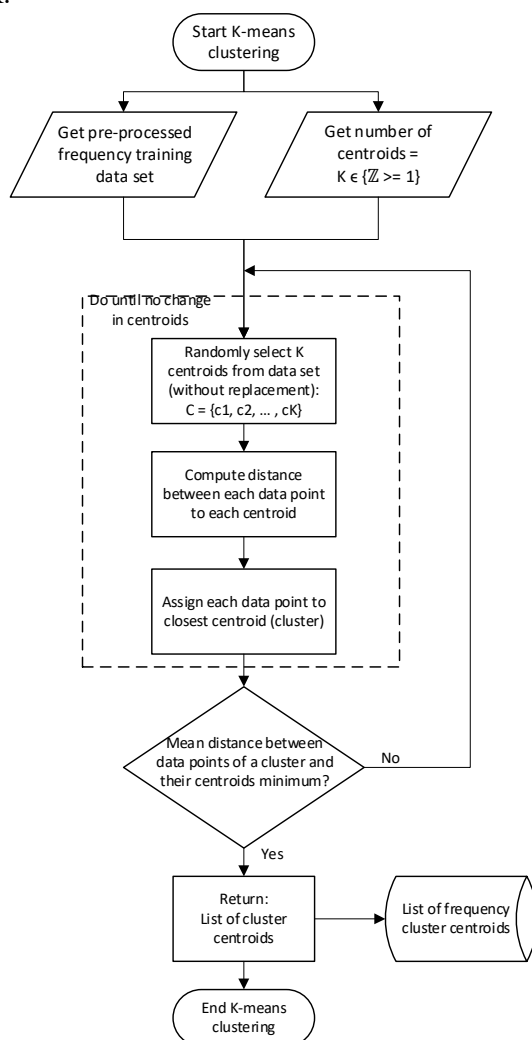 Start K-means
clustering
Get pre-processed
frequency training
data set
Get number of
centroids =
K ϵ {ℤ >= 1}
Do until no change
in centroids
Randomly select K
centroids from data set
(without replacement):
C = {c1, c2, … , cK}
Compute distance
between each data point
to each centroid
Assign each data point to
closest centroid (cluster)
Mean distance between
data points of a cluster and
their centroids minimum?
No
Yes
Return:
List of cluster
centroids
List of frequency
cluster centroids
End K-means
clustering